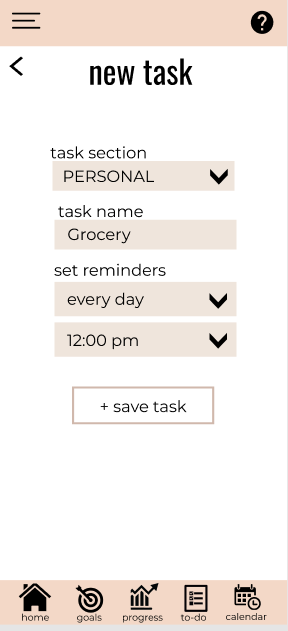 ?
<
new task
task section
PERSONAL
task name
Grocery
set reminders
every day
12:00 pm
+ save task
home goals progress to-do calendar